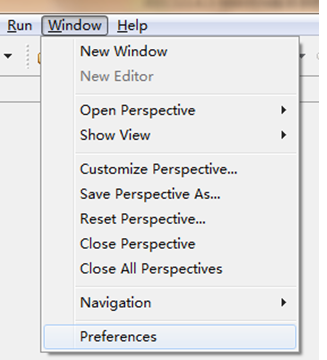 Run Window Help
New Window
New Editor
Open Perspective
Show View
Customize Perspective...
Save Perspective As...
Reset Perspective...
Close Perspective
Close All Perspectives
Navigation
Preferences